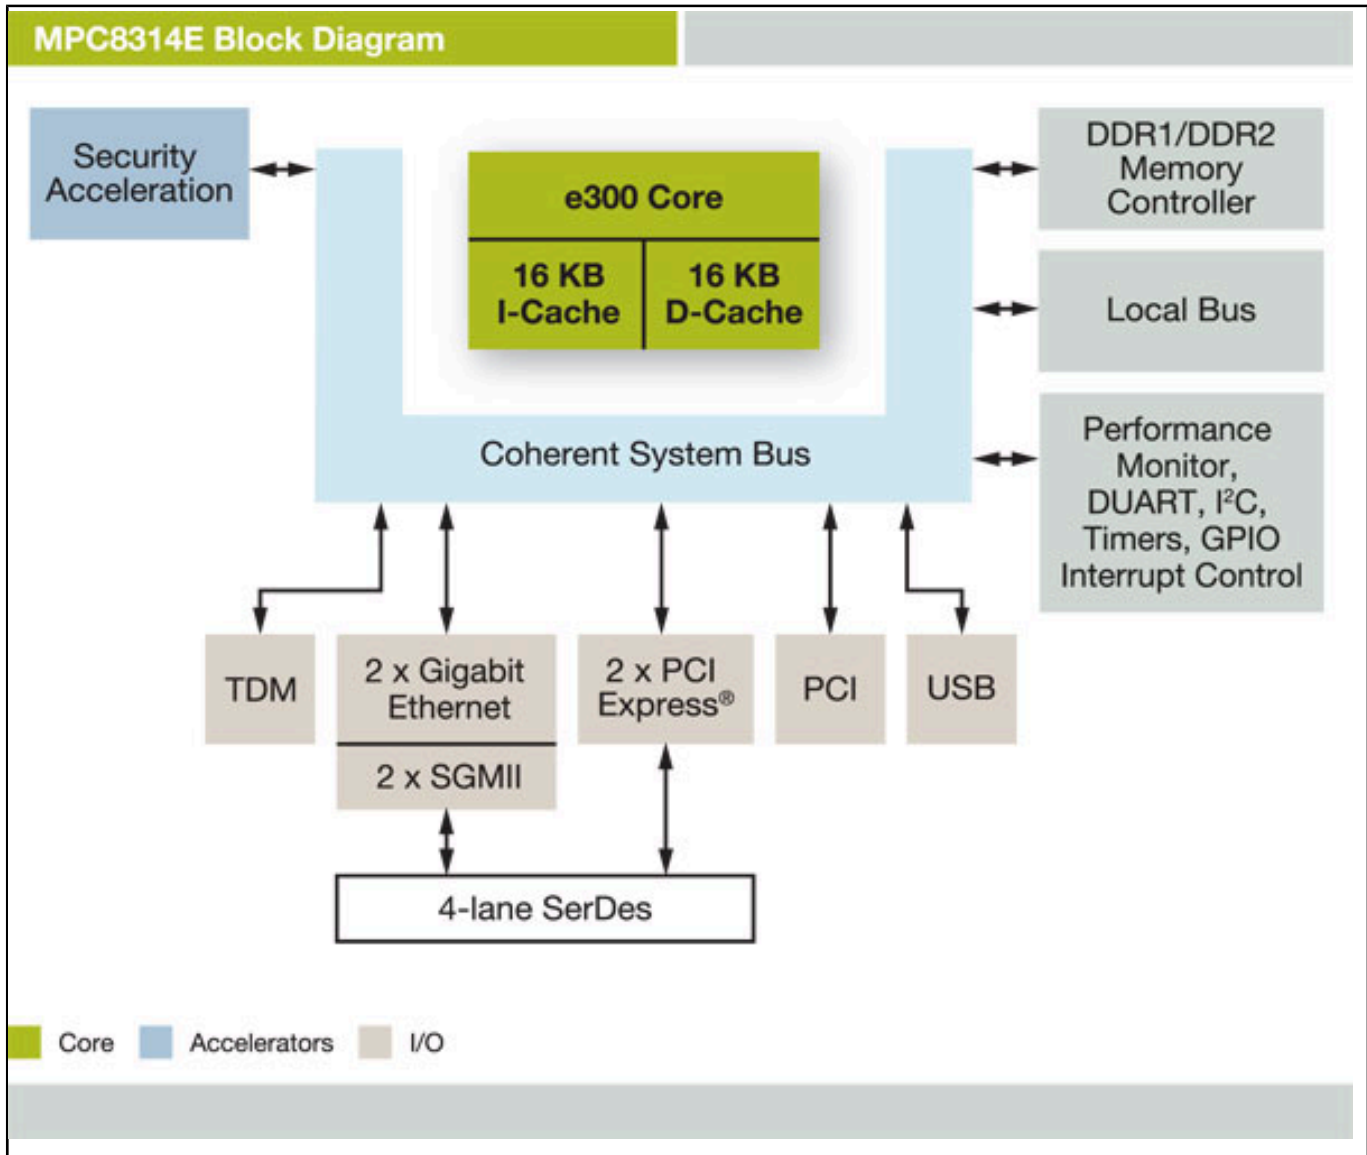 MPC8314E Block Diagram
Security
Acceleration
e300 Core
16 KB
I-Cache
16 KB
D-Cache
DDR1/DDR2
Memory
Controller
Local Bus
Coherent System Bus
Performance
Monitor,
DUART, I²C,
Timers, GPIO
Interrupt Control
TDM
2 x Gigabit
Ethernet
2 x SGMII
2 x PCI
Express®
PCI
USB
4-lane SerDes
Core
Accelerators
I/O